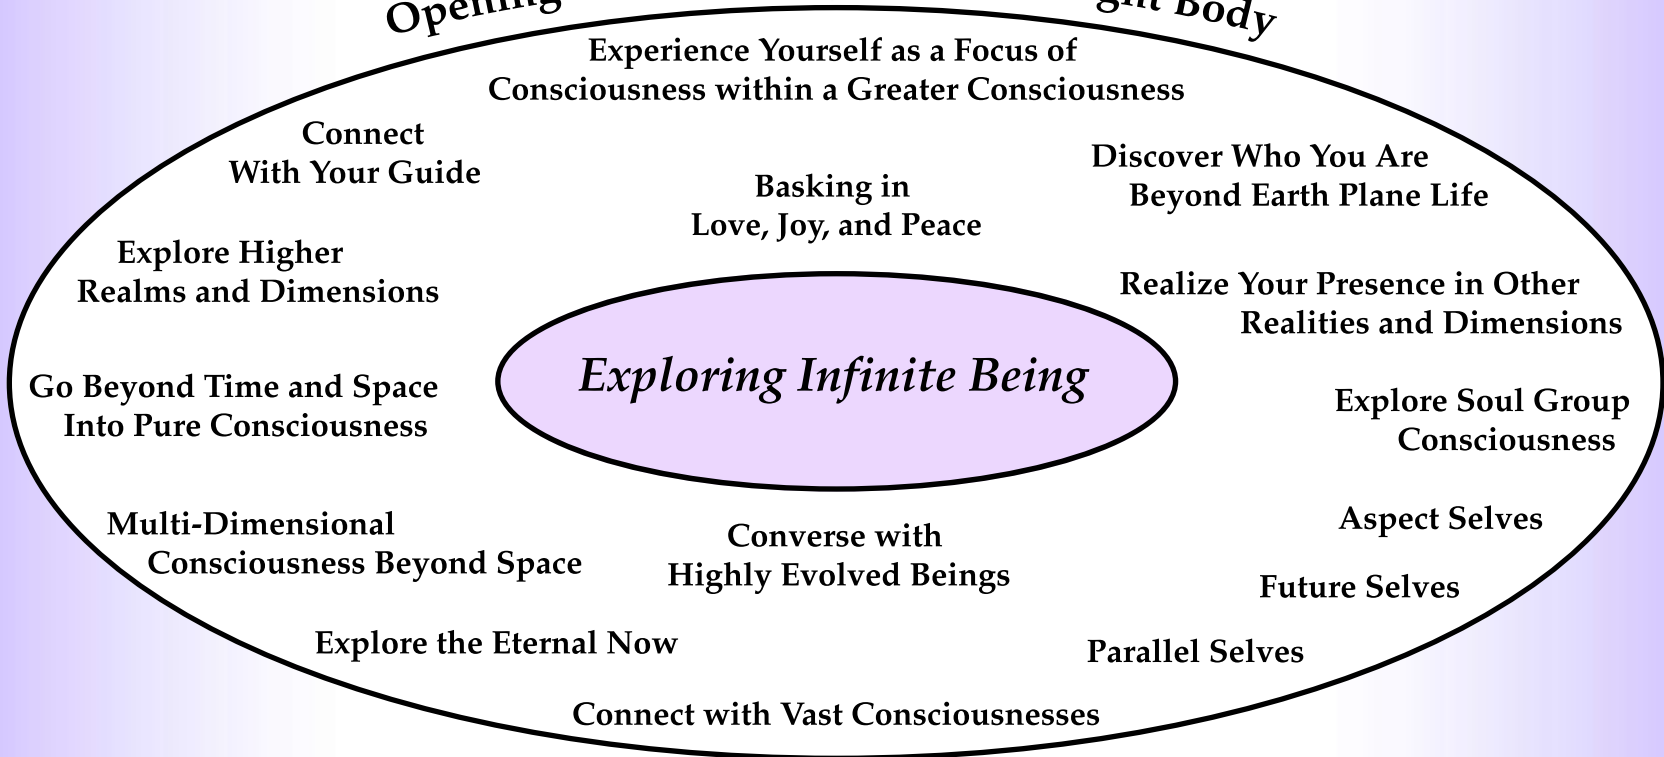 Opening
Body
Experience Yourself as a Focus of
Consciousness within a Greater Consciousness
Connect
With Your Guide
Discover Who You Are
Beyond Earth Plane Life
Basking in
Love, Joy, and Peace
Explore Higher
Realms and Dimensions
Realize Your Presence in Other
Realities and Dimensions
Exploring Infinite Being
Go Beyond Time and Space
Into Pure Consciousness
Explore Soul Group
Consciousness
Multi-Dimensional
Consciousness Beyond Space
Converse with
Highly Evolved Beings
Aspect Selves
Future Selves
Explore the Eternal Now
Parallel Selves
Connect with Vast Consciousnesses